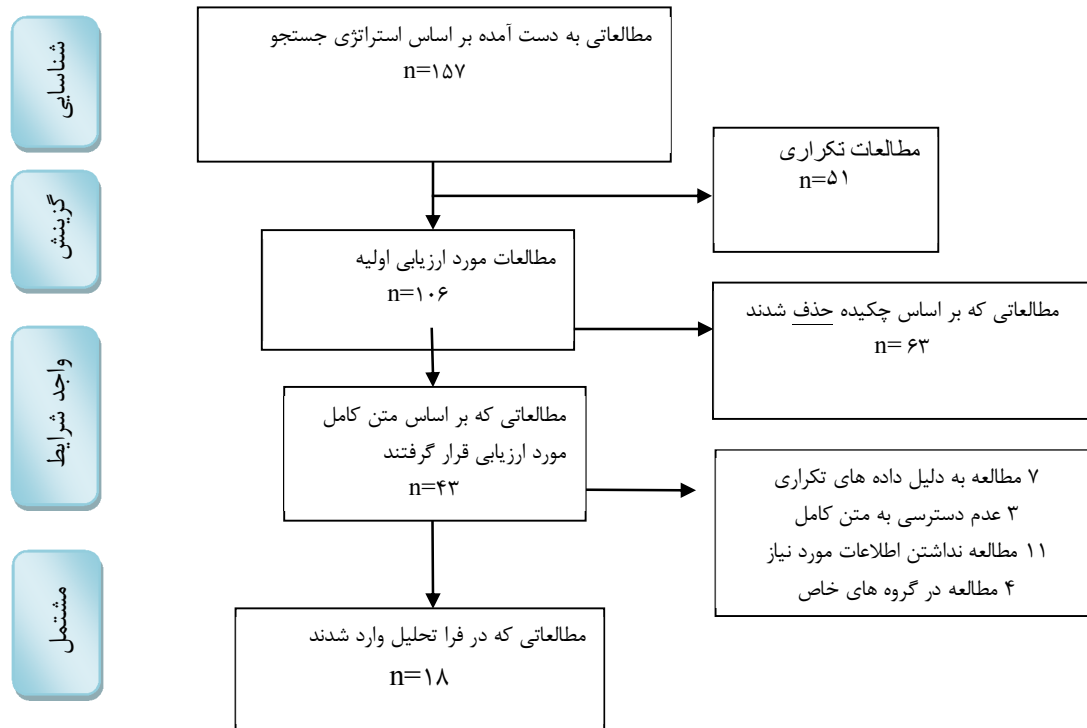 شناسایی
مطالعاتی به دست آمده بر اساس استراتژی جستجو
n=۱۵۷
مطالعات تکراری
n=۵۱
گزینش
مطالعات مورد ارزیابی اولیه
n=۱۰۶
مطالعاتی که بر اساس چکیده حذف شدند
n= ۶۳
واجد شرایط
مطالعاتی که بر اساس متن کامل
مورد ارزیابی قرار گرفتند
n=۴۳
۷ مطالعه به دلیل داده های تکراری
۳ عدم دسترسی به متن کامل
۱۱ مطالعه نداشتن اطلاعات مورد نیاز
۴ مطالعه در گروه های خاص
مشتمل
مطالعاتی که در فرا تحلیل وارد شدند
n=۱۸